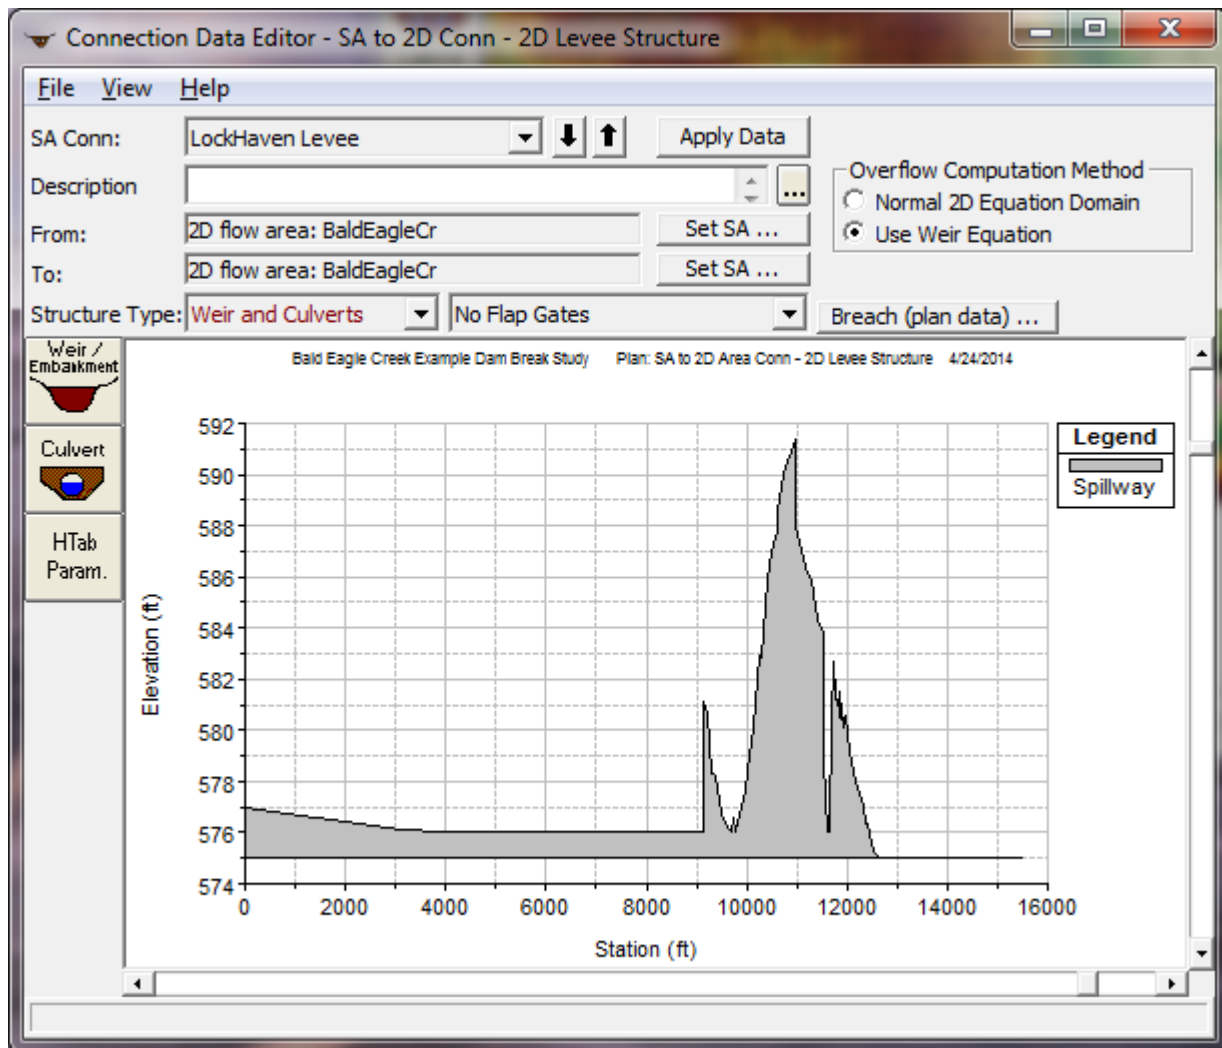 Connection Data Editor - SA to 2D Conn - 2D Levee Structure
File View Help
SA Conn: LockHaven Levee Apply Data
Description ...
Overflow Computation Method
Normal 2D Equation Domain
Use Weir Equation
From: 2D flow area: BaldEagleCr Set SA ...
To: 2D flow area: BaldEagleCr Set SA ...
Structure Type: Weir and Culverts No Flap Gates Breach (plan data) ...
Weir /
Embankment
Culvert
HTab
Param.
Bald Eagle Creek Example Dam Break Study Plan: SA to 2D Area Conn - 2D Levee Structure 4/24/2014
592
590
588
586
584
582
580
578
576
574
Elevation (ft)
0 2000 4000 6000 8000 10000 12000 14000 16000
Station (ft)
Legend
Spillway